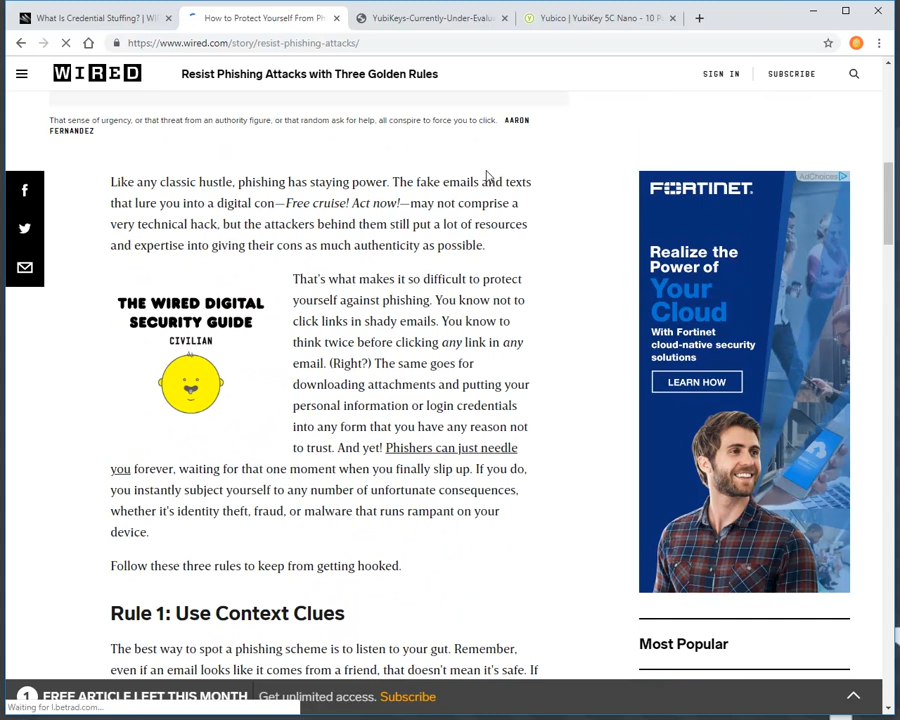 What Is Credential Stuffing? | WI
How to Protect Yourself From Ph
YubiKeys-Currently-Under-Evalua
Yubico | YubiKey 5C Nano - 10 P
https://www.wired.com/story/resist-phishing-attacks/
WIRED
Resist Phishing Attacks with Three Golden Rules
SIGN IN
SUBSCRIBE
That sense of urgency, or that threat from an authority figure, or that random ask for help, all conspire to force you to click. AARON
FERNANDEZ
Like any classic hustle, phishing has staying power. The fake emails and texts
that lure you into a digital con—Free cruise! Act now!—may not comprise a
very technical hack, but the attackers behind them still put a lot of resources
and expertise into giving their cons as much authenticity as possible.
THE WIRED DIGITAL
SECURITY GUIDE
CIVILIAN
That's what makes it so difficult to protect
yourself against phishing. You know not to
click links in shady emails. You know to
think twice before clicking any link in any
email. (Right?) The same goes for
downloading attachments and putting your
personal information or login credentials
into any form that you have any reason not
to trust. And yet! Phishers can just needle
you forever, waiting for that one moment when you finally slip up. If you do,
you instantly subject yourself to any number of unfortunate consequences,
whether it's identity theft, fraud, or malware that runs rampant on your
device.
Follow these three rules to keep from getting hooked.
Rule 1: Use Context Clues
The best way to spot a phishing scheme is to listen to your gut. Remember,
even if an email looks like it comes from a friend, that doesn't mean it's safe. If
AdChoices
FORTINET
Realize the
Power of
Your
Cloud
With Fortinet
cloud-native security
solutions
LEARN HOW
Most Popular
1 FREE ARTICLE LEFT THIS MONTH Get unlimited access. Subscribe
Waiting for l.betrad.com...